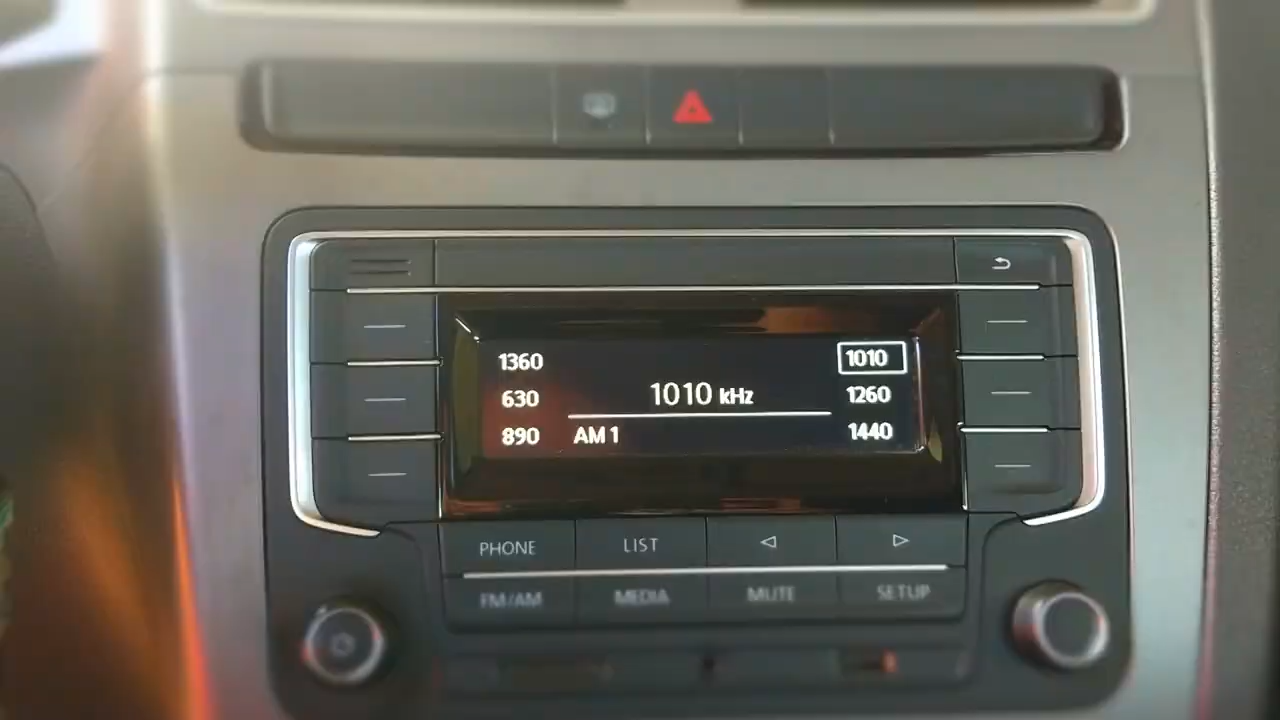 1360 1010
630 1010 kHz 1260
890 AM 1 1440
PHONE LIST
FM/AM MEDIA MUTE SETUP